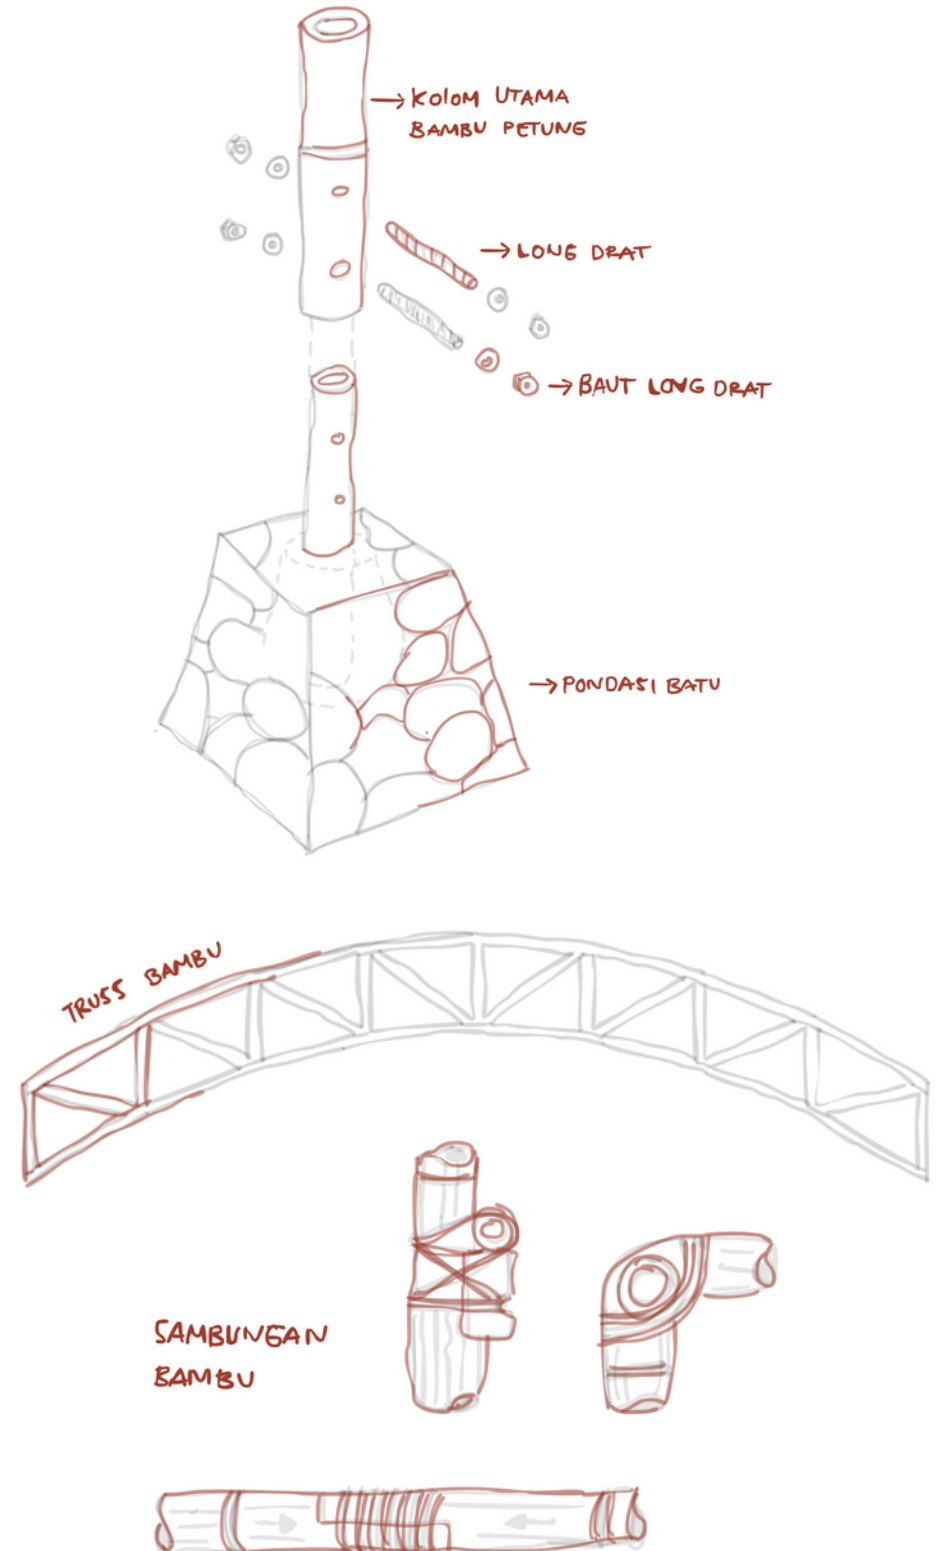 KOLOM UTAMA
BAMBU PETUNG
LONG DRAT
BAUT LONG DRAT
PONDASI BATU
TRUSS BAMBU
SAMBUNGAN
BAMBU